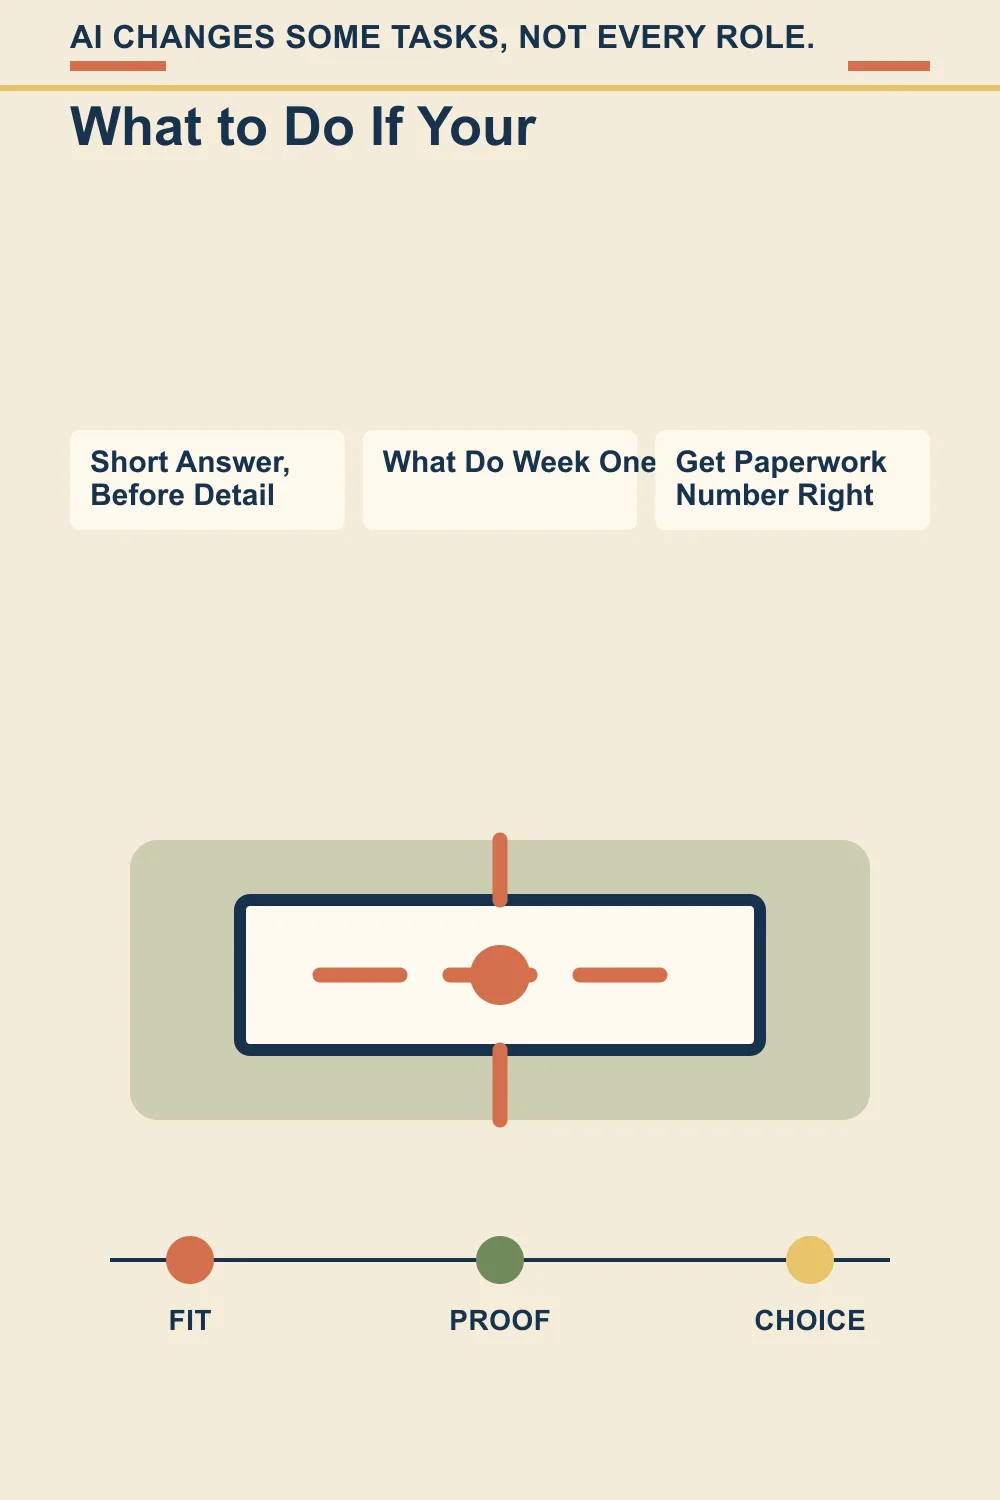 AI CHANGES SOME TASKS, NOT EVERY ROLE.
What to Do If Your
Short Answer,
Before Detail
What Do Week One
Get Paperwork
Number Right
FIT
PROOF
CHOICE